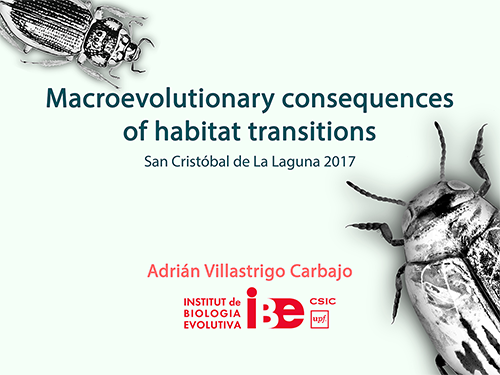 Macroevolutionary consequences
of habitat transitions
San Cristóbal de La Laguna 2017
Adrián Villastrigo Carbajo
INSTITUT de
BIOLOGIA
EVOLUTIVA
iBe
CSIC
upf.